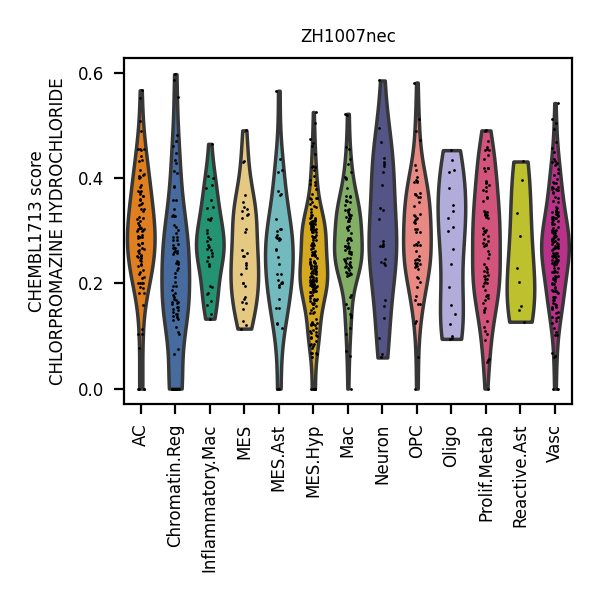 ZH1007nec
CHEMBL1713 score
CHLORPROMAZINE HYDROCHLORIDE
0.6
0.4
0.2
0.0
AC
Chromatin.Reg
Inflammatory.Mac
MES
MES.Ast
MES.Hyp
Mac
Neuron
OPC
Oligo
Prolif.Metab
Reactive.Ast
Vasc